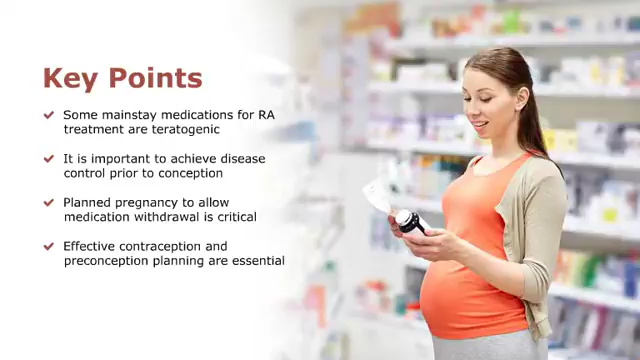 Key Points
Some mainstay medications for RA
treatment are teratogenic
It is important to achieve disease
control prior to conception
Planned pregnancy to allow
medication withdrawal is critical
Effective contraception and
preconception planning are essential